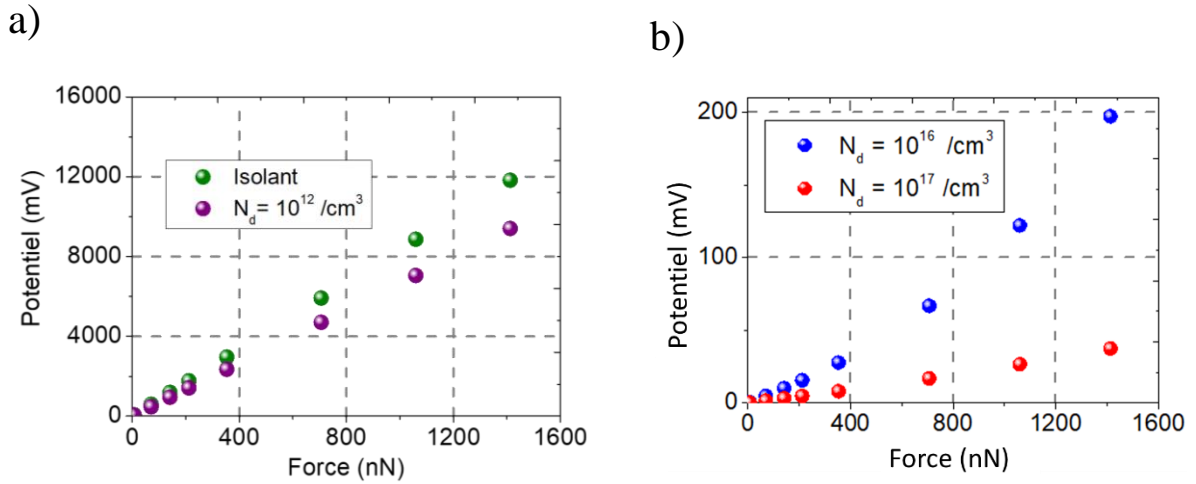 a)
16000
12000
8000
4000
0
Potentiel (mV)
Isolant
N_d= 10^12 /cm^3
0 400 800 1200 1600
Force (nN)
b)
200
100
0
Potentiel (mV)
N_d = 10^16 /cm^3
N_d = 10^17 /cm^3
0 400 800 1200 1600
Force (nN)